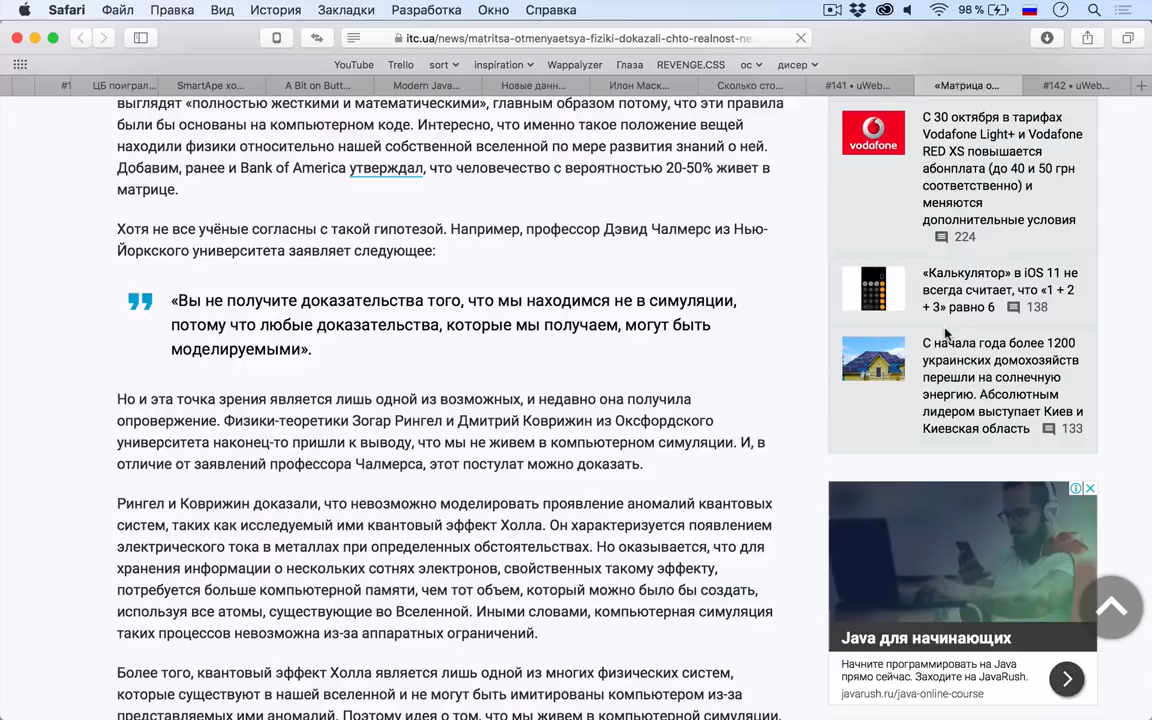 Safari Файл Правка Вид История Закладки Разработка Окно Справка 98 %
itc.ua/news/matritsa-otmenyaetsya-fiziki-dokazali-chto-realnost-ne
YouTube Trello sort inspiration Wappalyzer Глаза REVENGE.CSS ос дисер
#1 ЦБ поиграл... SmartApe хо... A Bit on Butt... Modern Java... Новые данн... Илон Маск... Сколько сто... #141 • uWeb... «Матрица о... #142 • uWeb...
выглядят «полностью жесткими и математическими», главным образом потому, что эти правила
были бы основаны на компьютерном коде. Интересно, что именно такое положение вещей
находили физики относительно нашей собственной вселенной по мере развития знаний о ней.
Добавим, ранее и Bank of America утверждал, что человечество с вероятностью 20-50% живет в
матрице.
Хотя не все учёные согласны с такой гипотезой. Например, профессор Дэвид Чалмерс из Нью-
Йоркского университета заявляет следующее:
«Вы не получите доказательства того, что мы находимся не в симуляции,
потому что любые доказательства, которые мы получаем, могут быть
моделируемыми».
Но и эта точка зрения является лишь одной из возможных, и недавно она получила
опровержение. Физики-теоретики Зогар Рингел и Дмитрий Коврижин из Оксфордского
университета наконец-то пришли к выводу, что мы не живем в компьютерной симуляции. И, в
отличие от заявлений профессора Чалмерса, этот постулат можно доказать.
Рингел и Коврижин доказали, что невозможно моделировать проявление аномалий квантовых
систем, таких как исследуемый ими квантовый эффект Холла. Он характеризуется появлением
электрического тока в металлах при определенных обстоятельствах. Но оказывается, что для
хранения информации о нескольких сотнях электронов, свойственных такому эффекту,
потребуется больше компьютерной памяти, чем тот объем, который можно было бы создать,
используя все атомы, существующие во Вселенной. Иными словами, компьютерная симуляция
таких процессов невозможна из-за аппаратных ограничений.
Более того, квантовый эффект Холла является лишь одной из многих физических систем,
которые существуют в нашей вселенной и не могут быть имитированы компьютером из-за
представляемых ими аномалий. Поэтому идея о том, что мы живем в компьютерной симуляции,
vodafone
С 30 октября в тарифах
Vodafone Light+ и Vodafone
RED XS повышается
абонплата (до 40 и 50 грн
соответственно) и
меняются
дополнительные условия
224
«Калькулятор» в iOS 11 не
всегда считает, что «1 + 2
+ 3» равно 6 138
С начала года более 1200
украинских домохозяйств
перешли на солнечную
энергию. Абсолютным
лидером выступает Киев и
Киевская область 133
Java для начинающих
Начните программировать на Java
прямо сейчас. Заходите на JavaRush.
javarush.ru/java-online-course